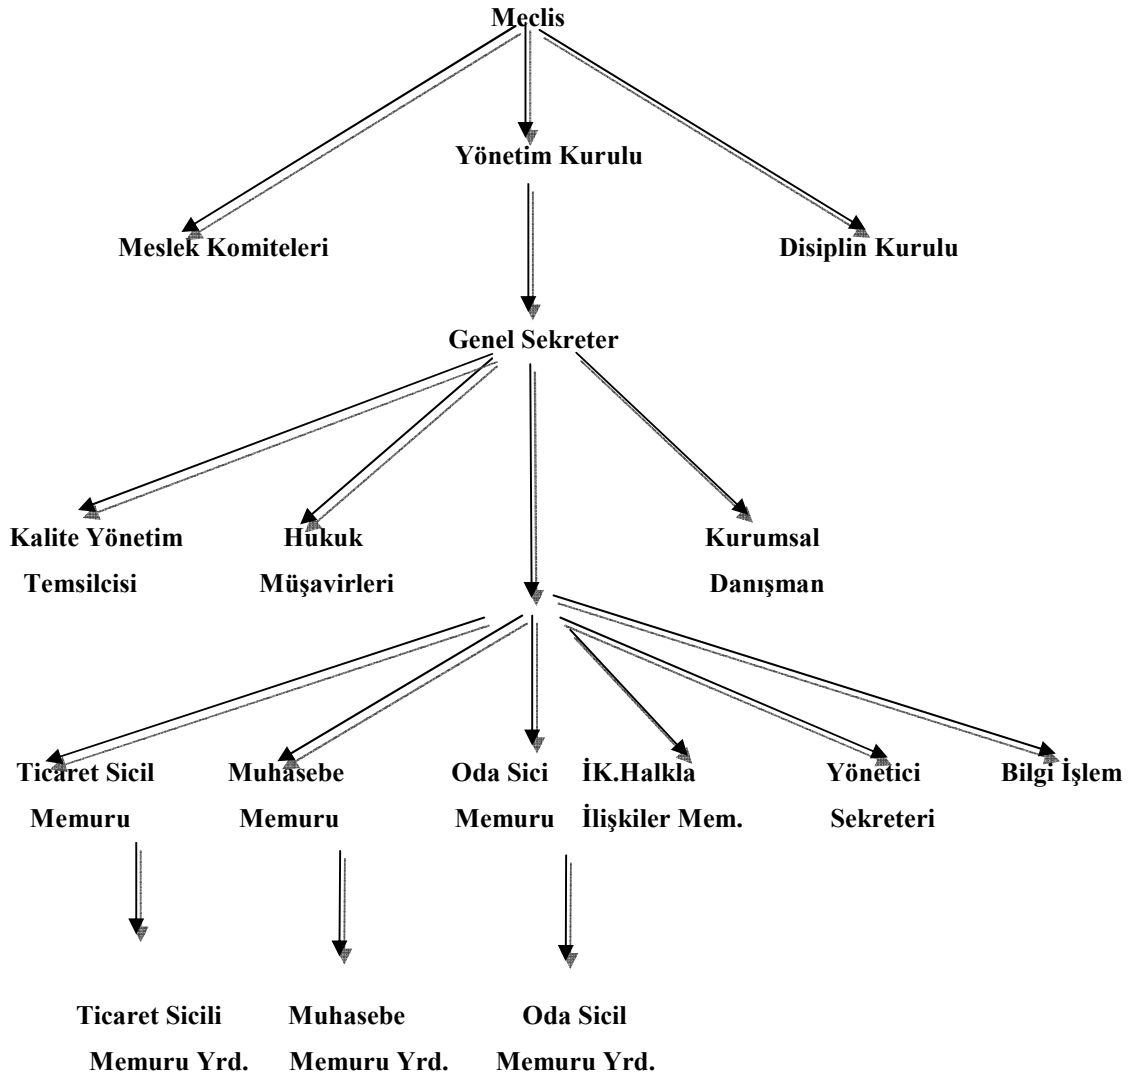 Meclis
Yönetim Kurulu
Meslek Komiteleri
Disiplin Kurulu
Genel Sekreter
Kalite Yönetim
Temsilcisi
Hukuk
Müşavirleri
Kurumsal
Danışman
Ticaret Sicil
Memuru
Muhasebe
Memuru
Oda Sici
Memuru
İK.Halkla
İlişkiler Mem.
Yönetici
Sekreteri
Bilgi İşlem
Ticaret Sicili
Memuru Yrd.
Muhasebe
Memuru Yrd.
Oda Sicil
Memuru Yrd.